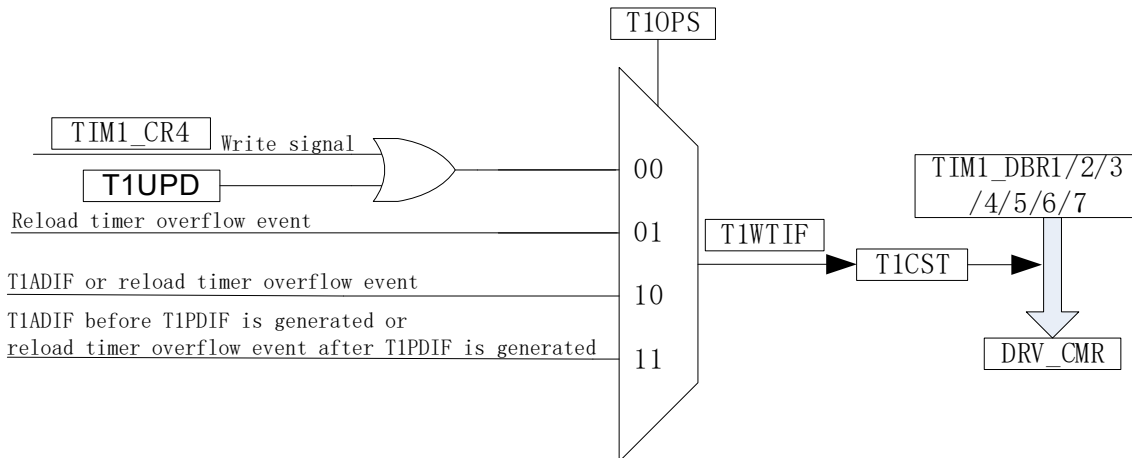 T1OPS
TIM1_CR4
Write signal
T1UPD
00
TIM1_DBR1/2/3
/4/5/6/7
Reload timer overflow event
01
T1WTIF
T1CST
T1ADIF or reload timer overflow event
10
T1ADIF before T1PDIF is generated or
reload timer overflow event after T1PDIF is generated
11
DRV_CMR